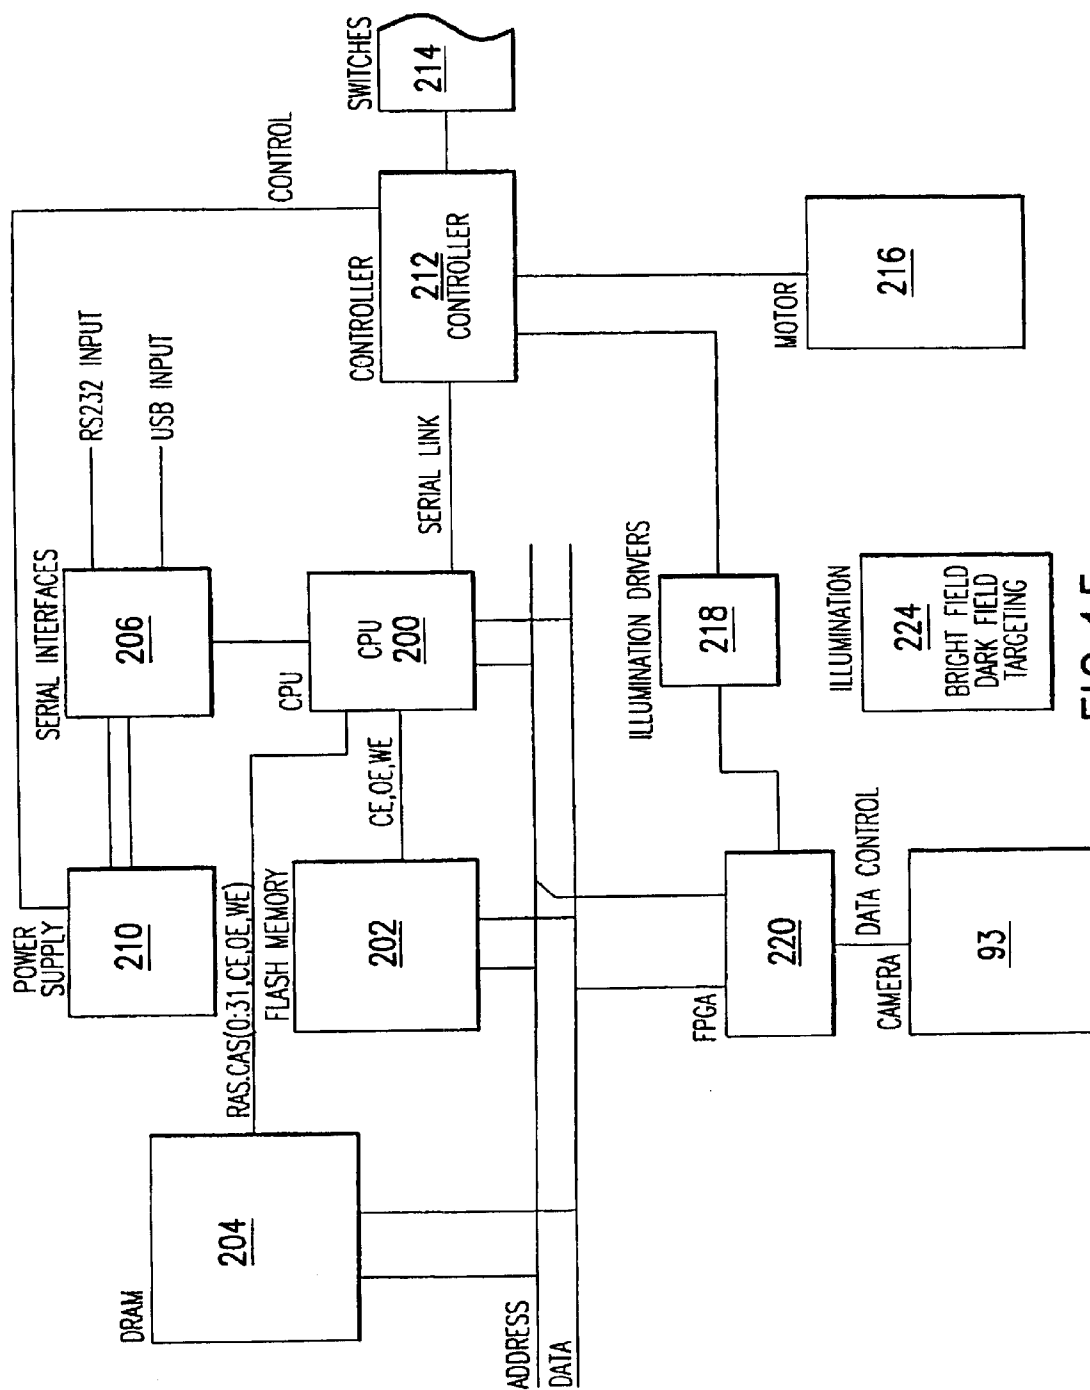 POWER
SUPPLY
210
SERIAL INTERFACES
206
RS232 INPUT
USB INPUT
CONTROL
SWITCHES
214
DRAM
204
RAS.CAS(0:31,CE,OE,WE)
FLASH MEMORY
202
CE,OE,WE
CPU
CPU
200
SERIAL LINK
CONTROLLER
212
CONTROLLER
ADDRESS
DATA
FPGA
220
ILLUMINATION DRIVERS
218
MOTOR
216
DATA CONTROL
CAMERA
93
ILLUMINATION
224
BRIGHT FIELD
DARK FIELD
TARGETING
FIG.15